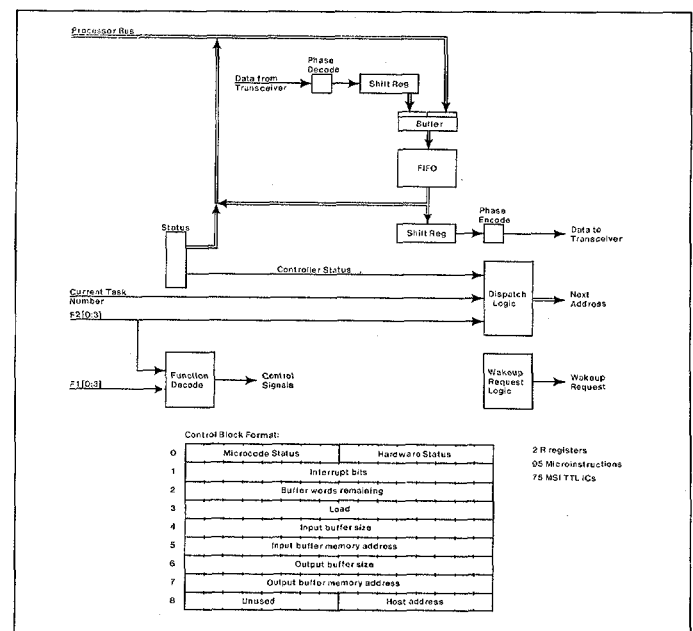 Processor Bus
Phase
Decode
Data from
Transceiver
Shift Reg
Buffer
FIFO
Phase
Encode
Status
Shift Reg
Data to
Transceiver
Controller Status
Current Task
Number
Dispatch
Logic
Next
Address
F2[0:3]
Function
Decode
Control
Signals
Wakeup
Request
Logic
Wakeup
Request
F1[0:3]
Control Block Format:
0 Microcode Status Hardware Status
1 Interrupt bits
2 Buffer words remaining
3 Load
4 Input buffer size
5 Input buffer memory address
6 Output buffer size
7 Output buffer memory address
8 Unused Host address
2 R registers
95 Microinstructions
75 MSI TTL ICs